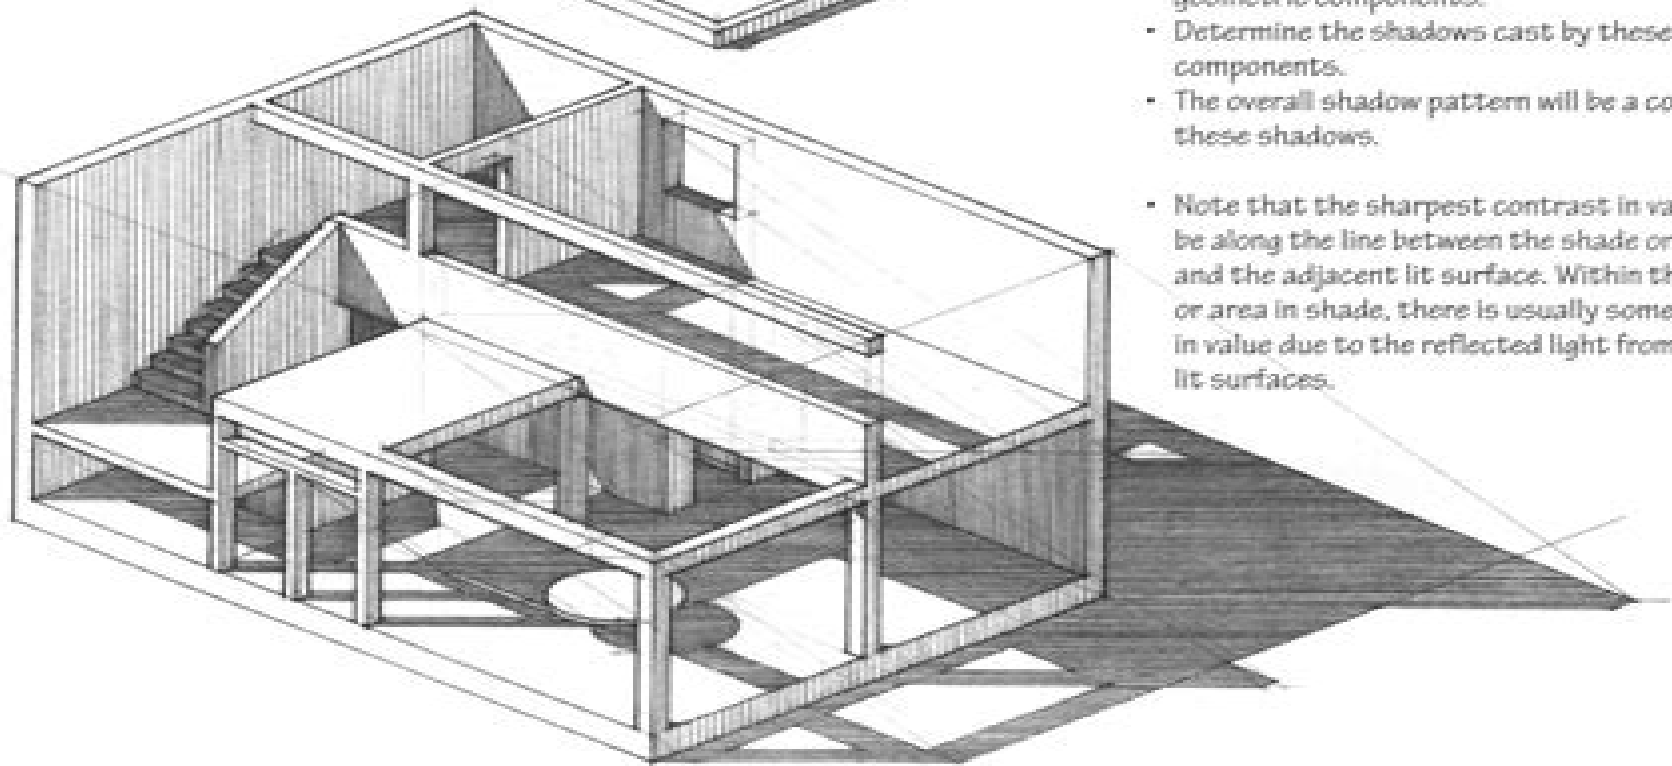 geometric components.
• Determine the shadows cast by these
components.
• The overall shadow pattern will be a co
these shadows.
• Note that the sharpest contrast in va
be along the line between the shade or
and the adjacent lit surface. Within th
or area in shade, there is usually some
in value due to the reflected light from
lit surfaces.